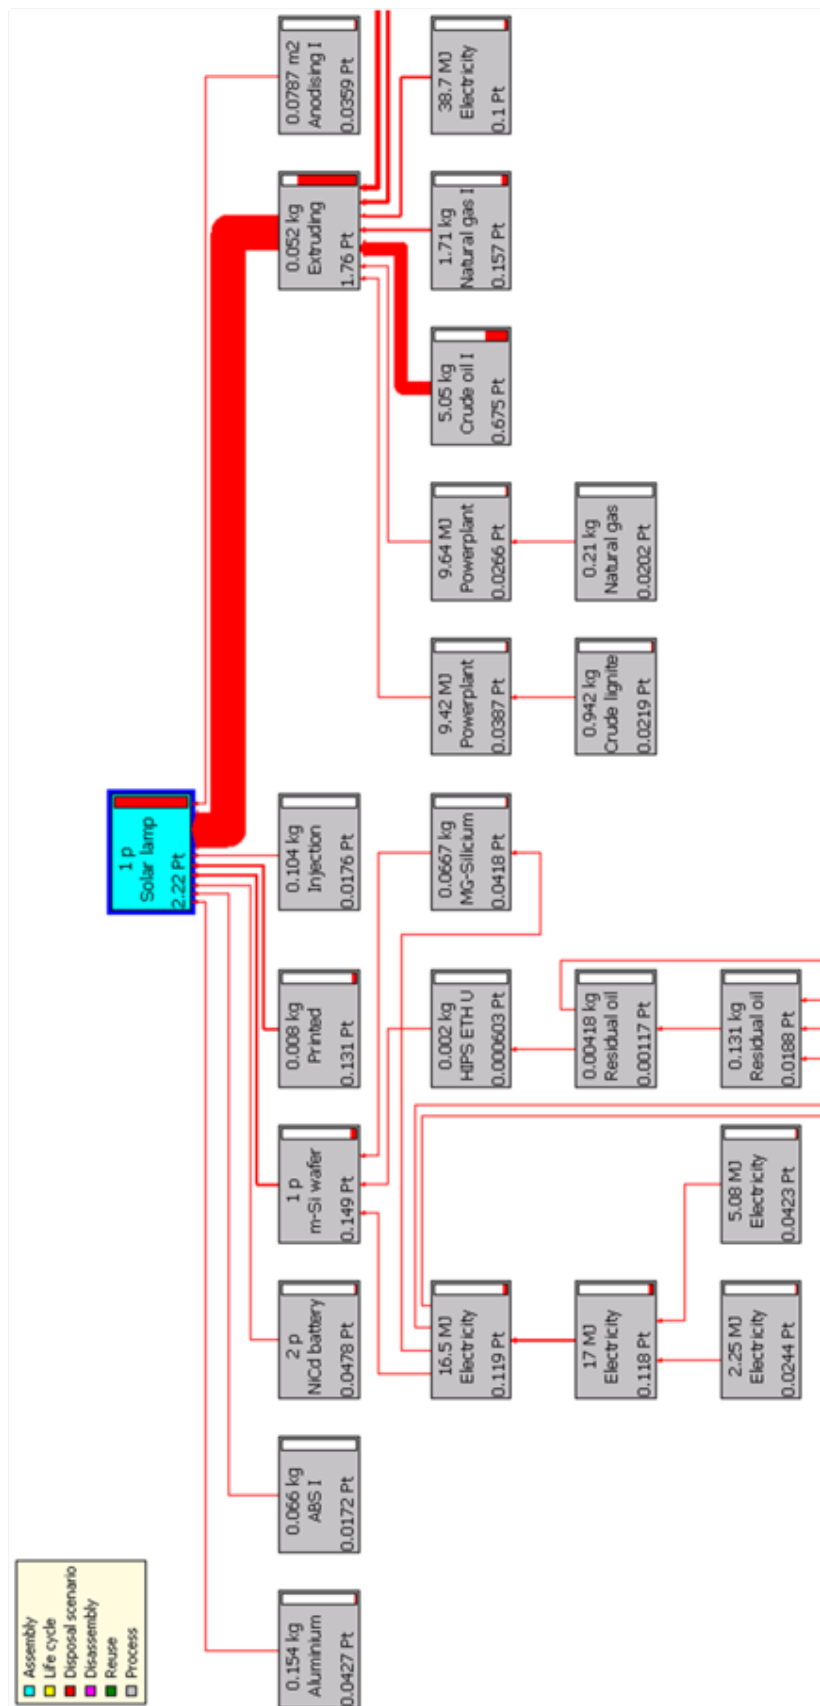 Assembly
Life cycle
Disposal scenario
Disassembly
Reuse
Process
1 p
Solar lamp
2.22 Pt
0.154 kg
Aluminium
0.0427 Pt
0.066 kg
ABS I
0.0172 Pt
2 p
NiCd battery
0.0478 Pt
1 p
m-Si wafer
0.149 Pt
0.008 kg
Printed
0.131 Pt
0.104 kg
Injection
0.0176 Pt
0.052 kg
Extruding
1.76 Pt
0.0787 m2
Anodising I
0.0359 Pt
16.5 MJ
Electricity
0.119 Pt
0.002 kg
HIPS ETH U
0.000603 Pt
0.0667 kg
MG-Silicium
0.0418 Pt
9.42 MJ
Powerplant
0.0387 Pt
9.64 MJ
Powerplant
0.0266 Pt
5.05 kg
Crude oil I
0.675 Pt
1.71 kg
Natural gas I
0.157 Pt
38.7 MJ
Electricity
0.1 Pt
17 MJ
Electricity
0.118 Pt
0.00418 kg
Residual oil
0.00117 Pt
0.942 kg
Crude lignite
0.0219 Pt
0.21 kg
Natural gas
0.0202 Pt
2.25 MJ
Electricity
0.0244 Pt
5.08 MJ
Electricity
0.0423 Pt
0.131 kg
Residual oil
0.0188 Pt